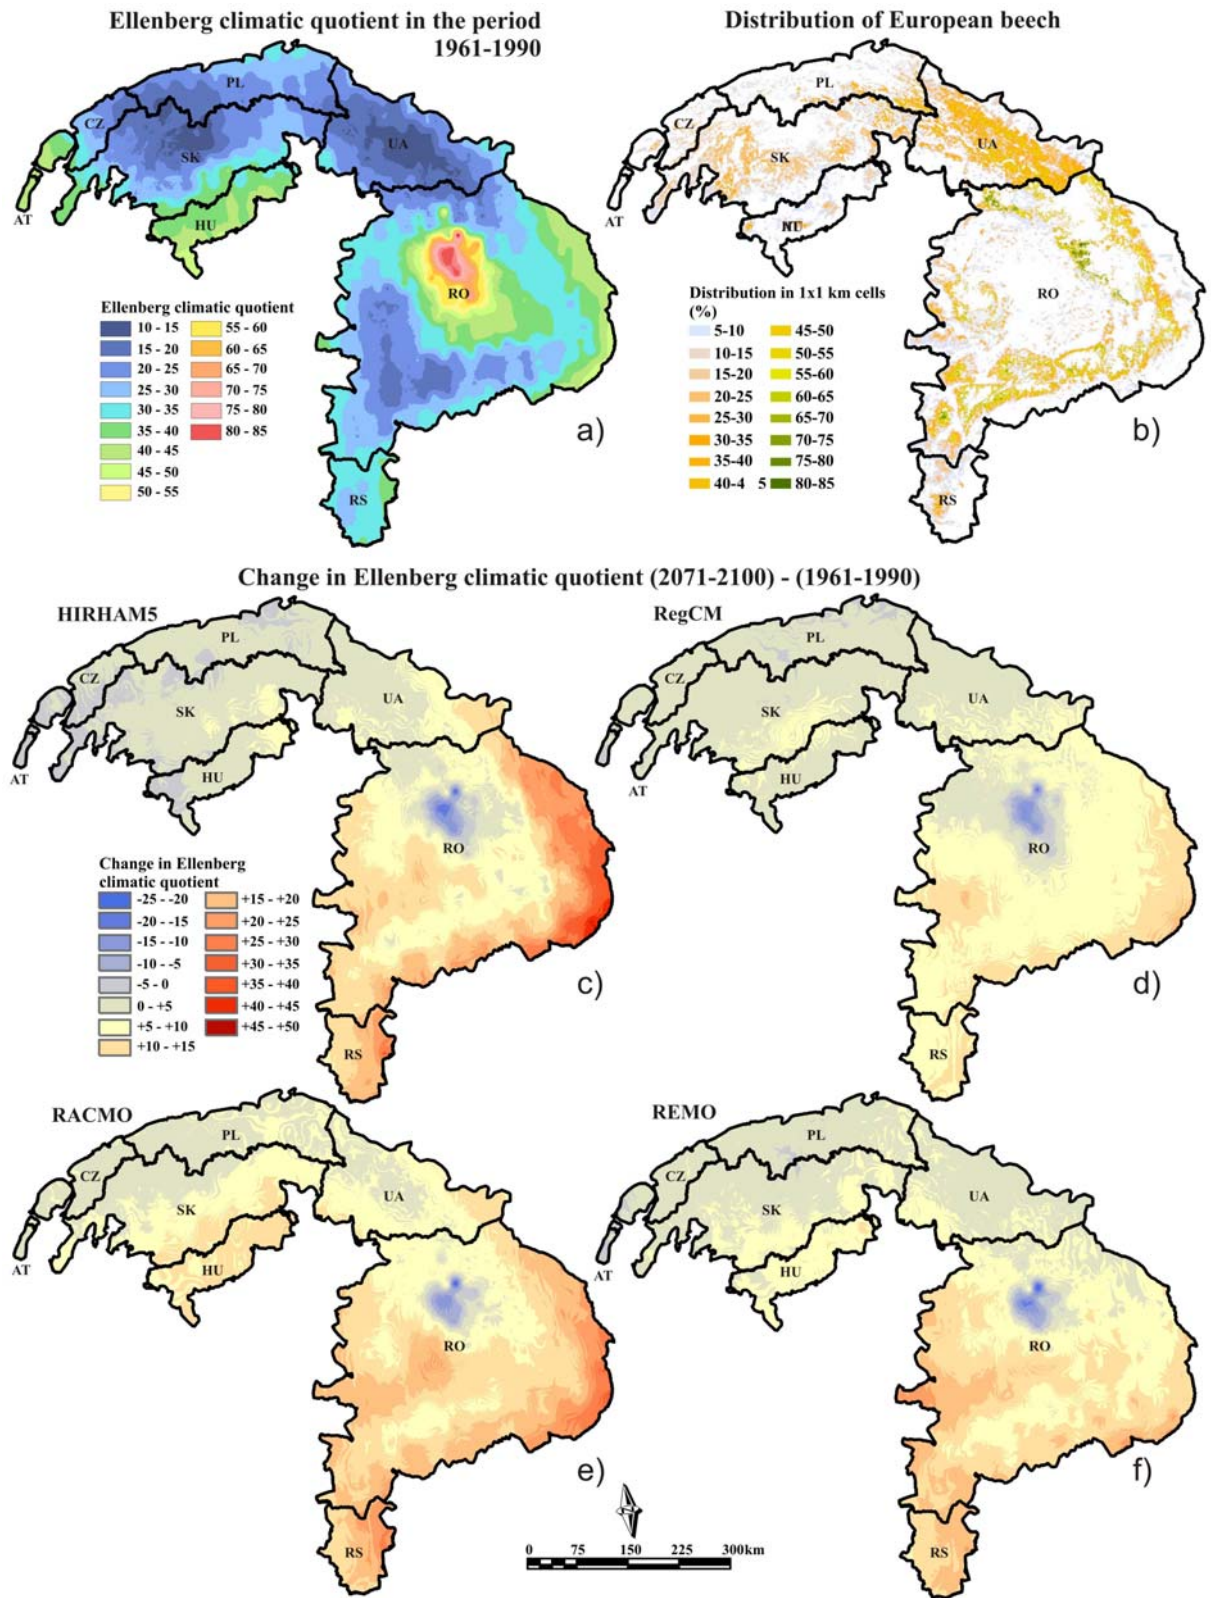 Ellenberg climatic quotient in the period
1961-1990
Distribution of European beech
PL
CZ
SK
UA
AT
HU
RO
RS
Ellenberg climatic quotient
10 - 15
15 - 20
20 - 25
25 - 30
30 - 35
35 - 40
40 - 45
45 - 50
50 - 55
55 - 60
60 - 65
65 - 70
70 - 75
75 - 80
80 - 85
a)
PL
CZ
SK
UA
AT
RO
RS
Distribution in 1x1 km cells
(%)
5-10
10-15
15-20
20-25
25-30
30-35
35-40
40-4 5
45-50
50-55
55-60
60-65
65-70
70-75
75-80
80-85
b)
Change in Ellenberg climatic quotient (2071-2100) - (1961-1990)
HIRHAM5
PL
CZ
SK
UA
AT
HU
RO
RS
Change in Ellenberg
climatic quotient
-25 - -20
-20 - -15
-15 - -10
-10 - -5
-5 - 0
0 - +5
+5 - +10
+10 - +15
+15 - +20
+20 - +25
+25 - +30
+30 - +35
+35 - +40
+40 - +45
+45 - +50
c)
RegCM
PL
CZ
SK
UA
AT
HU
RO
RS
d)
RACMO
PL
CZ
SK
UA
AT
HU
RO
RS
e)
REMO
PL
CZ
SK
UA
AT
HU
RO
RS
f)
0 75 150 225 300km